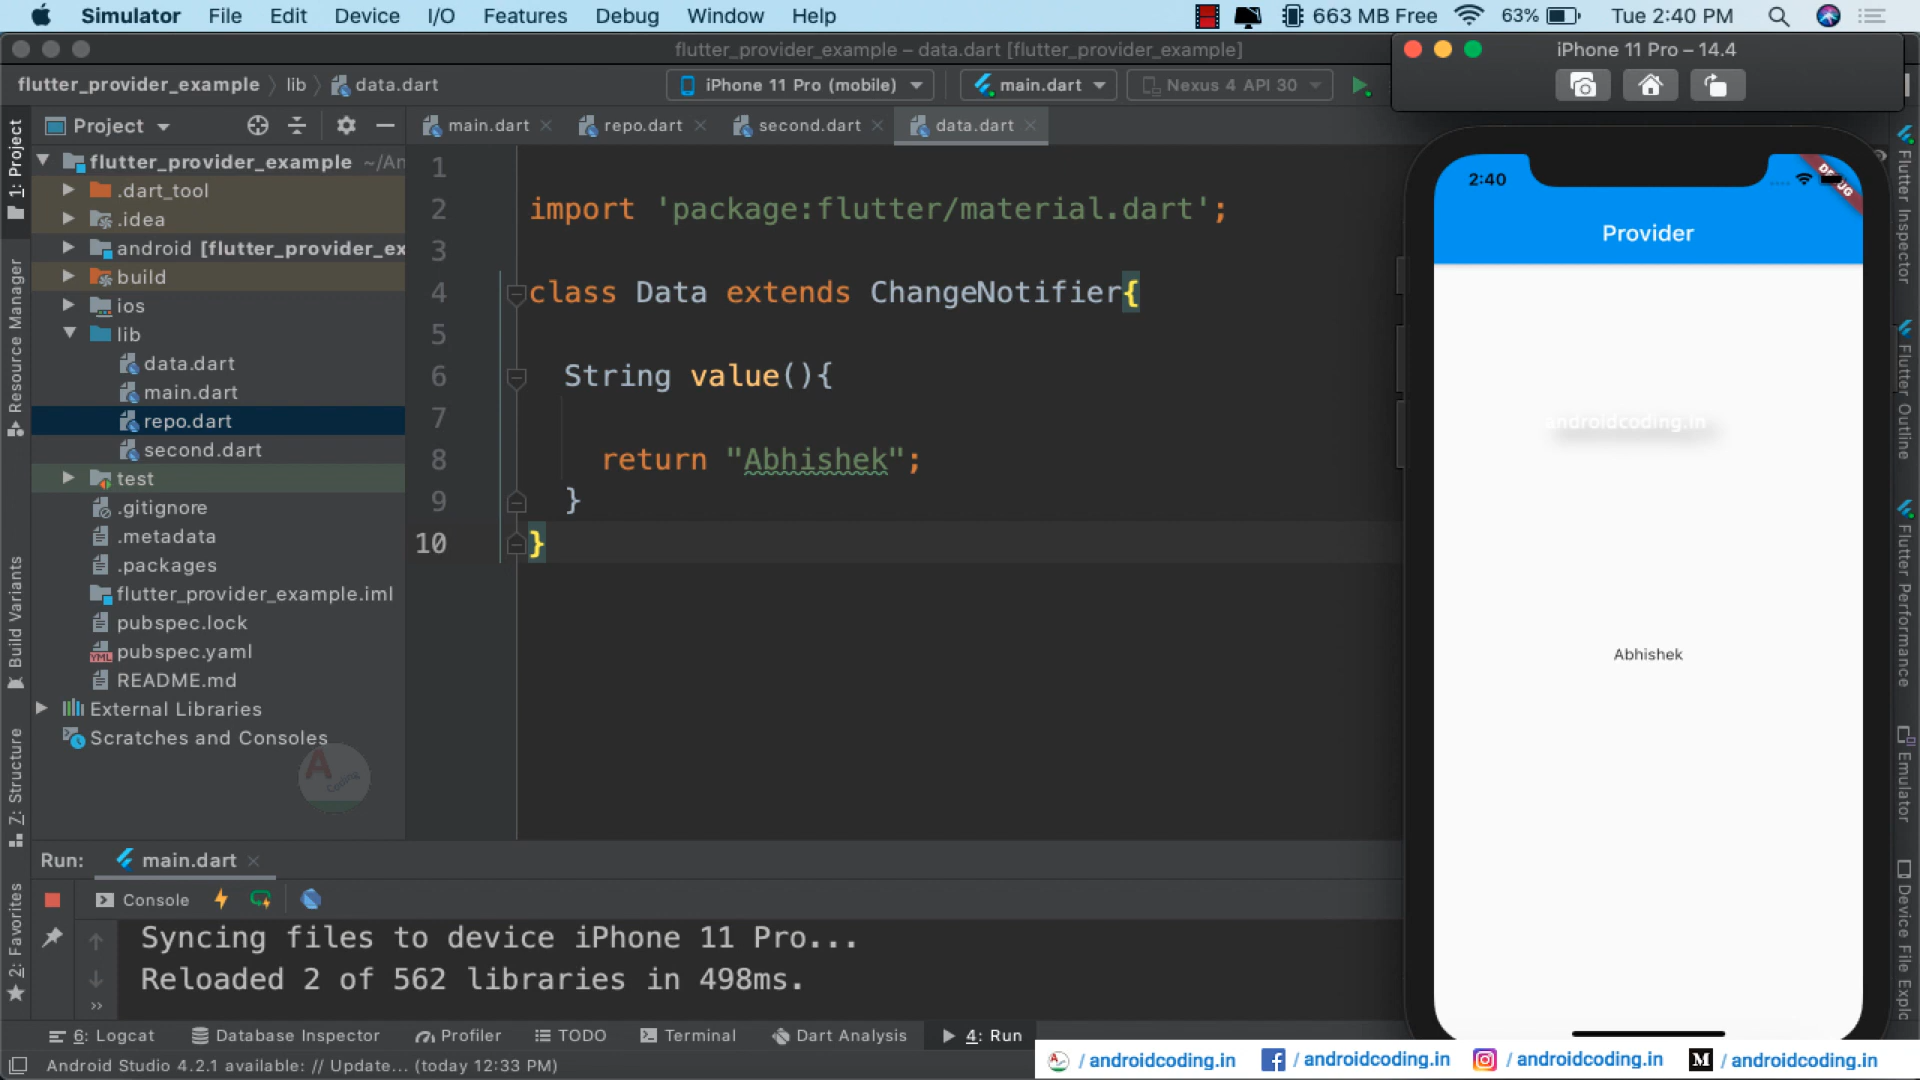 Simulator File Edit Device I/O Features Debug Window Help 663 MB Free 63% Tue 2:40 PM
flutter_provider_example – data.dart [flutter_provider_example]
iPhone 11 Pro – 14.4
flutter_provider_example lib data.dart iPhone 11 Pro (mobile) main.dart Nexus 4 API 30
1: Project
Resource Manager
Build Variants
7: Structure
2: Favorites
Project
flutter_provider_example ~/An
.dart_tool
.idea
android [flutter_provider_ex
build
ios
lib
data.dart
main.dart
repo.dart
second.dart
test
.gitignore
.metadata
.packages
flutter_provider_example.iml
pubspec.lock
YML pubspec.yaml
README.md
External Libraries
Scratches and Consoles
A Coding
main.dart repo.dart second.dart data.dart
1
2 import 'package:flutter/material.dart';
3
4 class Data extends ChangeNotifier{
5
6 String value(){
7
8 return "Abhishek";
9 }
10 }
2:40
DEBUG
Provider
androidcoding.in
Abhishek
Flutter Inspector
Flutter Outline
Flutter Performance
Emulator
Device File Explo
Run: main.dart
Console
Syncing files to device iPhone 11 Pro...
Reloaded 2 of 562 libraries in 498ms.
6: Logcat Database Inspector Profiler TODO Terminal Dart Analysis 4: Run
Android Studio 4.2.1 available: // Update... (today 12:33 PM)
/ androidcoding.in / androidcoding.in / androidcoding.in / androidcoding.in